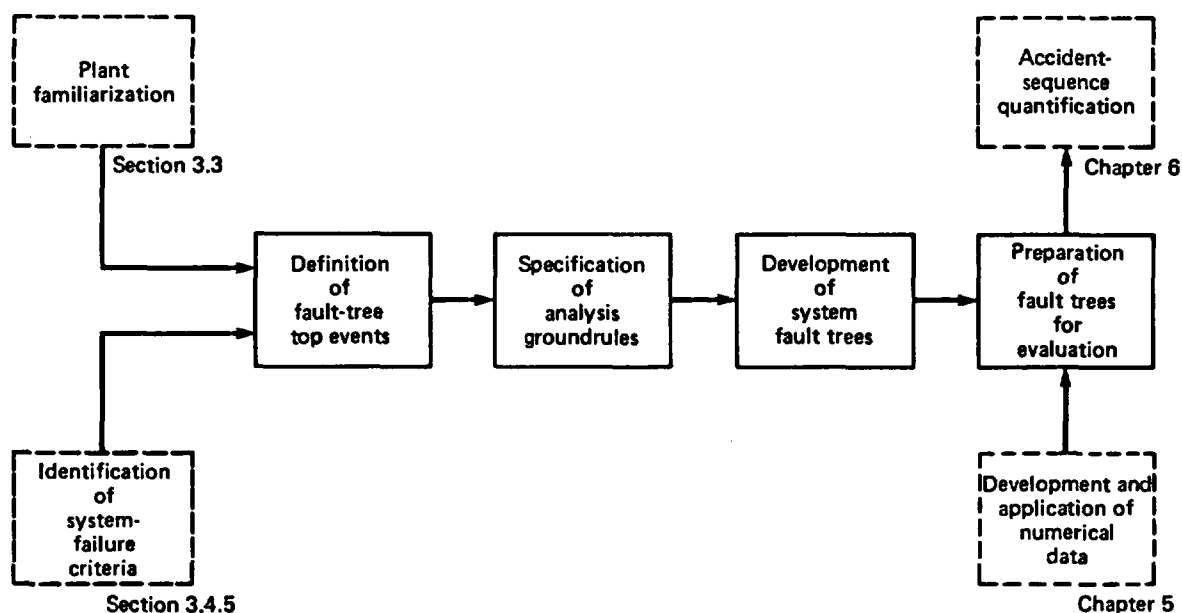 Plant
familiarization
Section 3.3
Accident-
sequence
quantification
Chapter 6
Definition
of
fault-tree
top events
Specification
of
analysis
groundrules
Development
of
system
fault trees
Preparation
of
fault trees
for
evaluation
Identification
of
system-
failure
criteria
Section 3.4.5
Development and
application of
numerical
data
Chapter 5